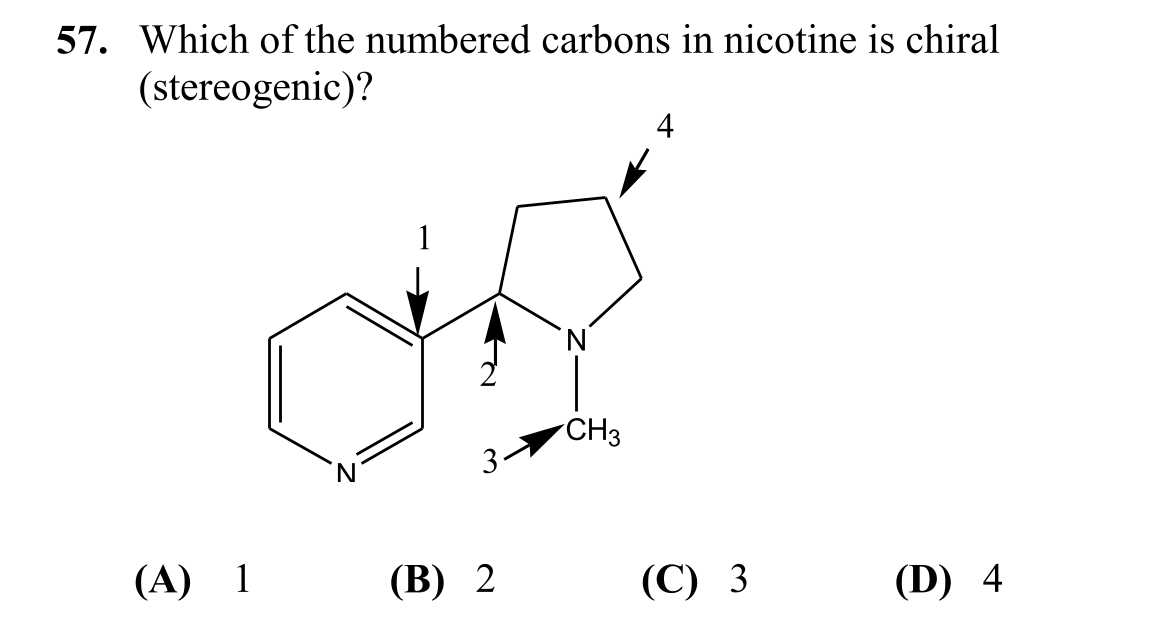 57. Which of the numbered carbons in nicotine is chiral
(stereogenic)?
4
1
N
2
CH3
3
N
(A) 1 (B) 2 (C) 3 (D) 4